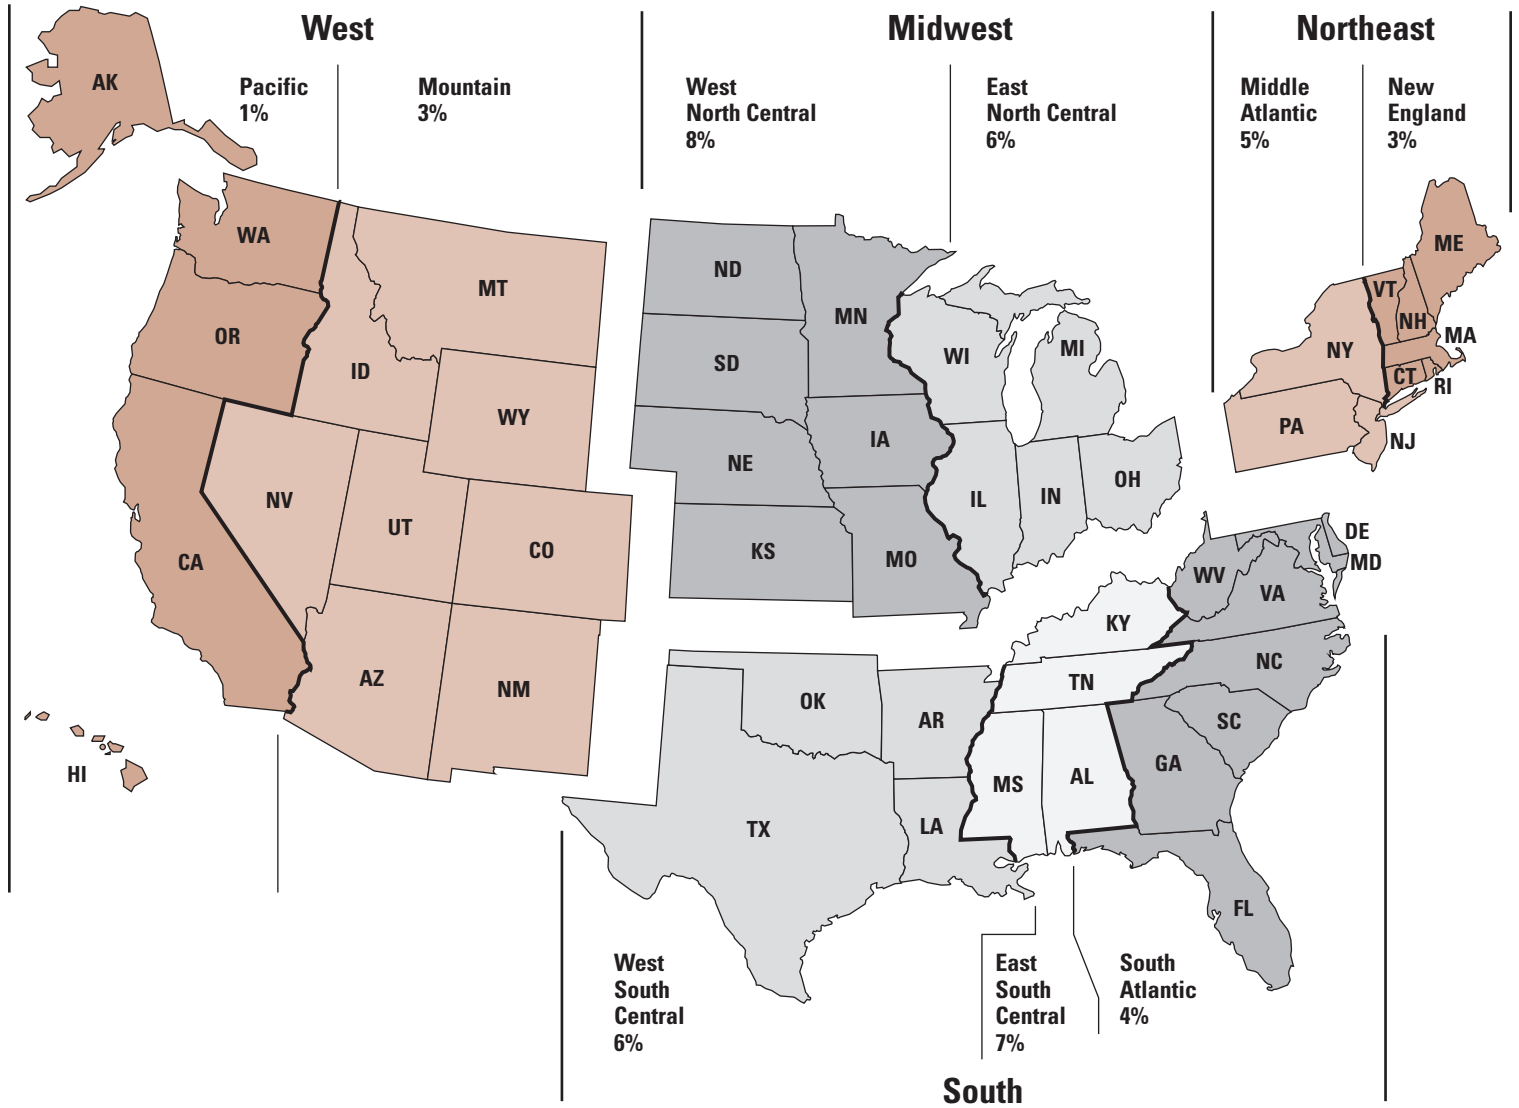 West
Midwest
Northeast
Pacific
1%
Mountain
3%
West
North Central
8%
East
North Central
6%
Middle
Atlantic
5%
New
England
3%
AK
WA
OR
CA
HI
MT
ID
WY
NV
UT
CO
AZ
NM
ND
SD
NE
KS
MN
IA
MO
WI
MI
IL
IN
OH
ME
VT
NH
MA
CT
RI
NY
PA
NJ
DE
MD
WV
VA
NC
SC
GA
FL
KY
TN
MS
AL
OK
AR
TX
LA
West
South
Central
6%
East
South
Central
7%
South
Atlantic
4%
South